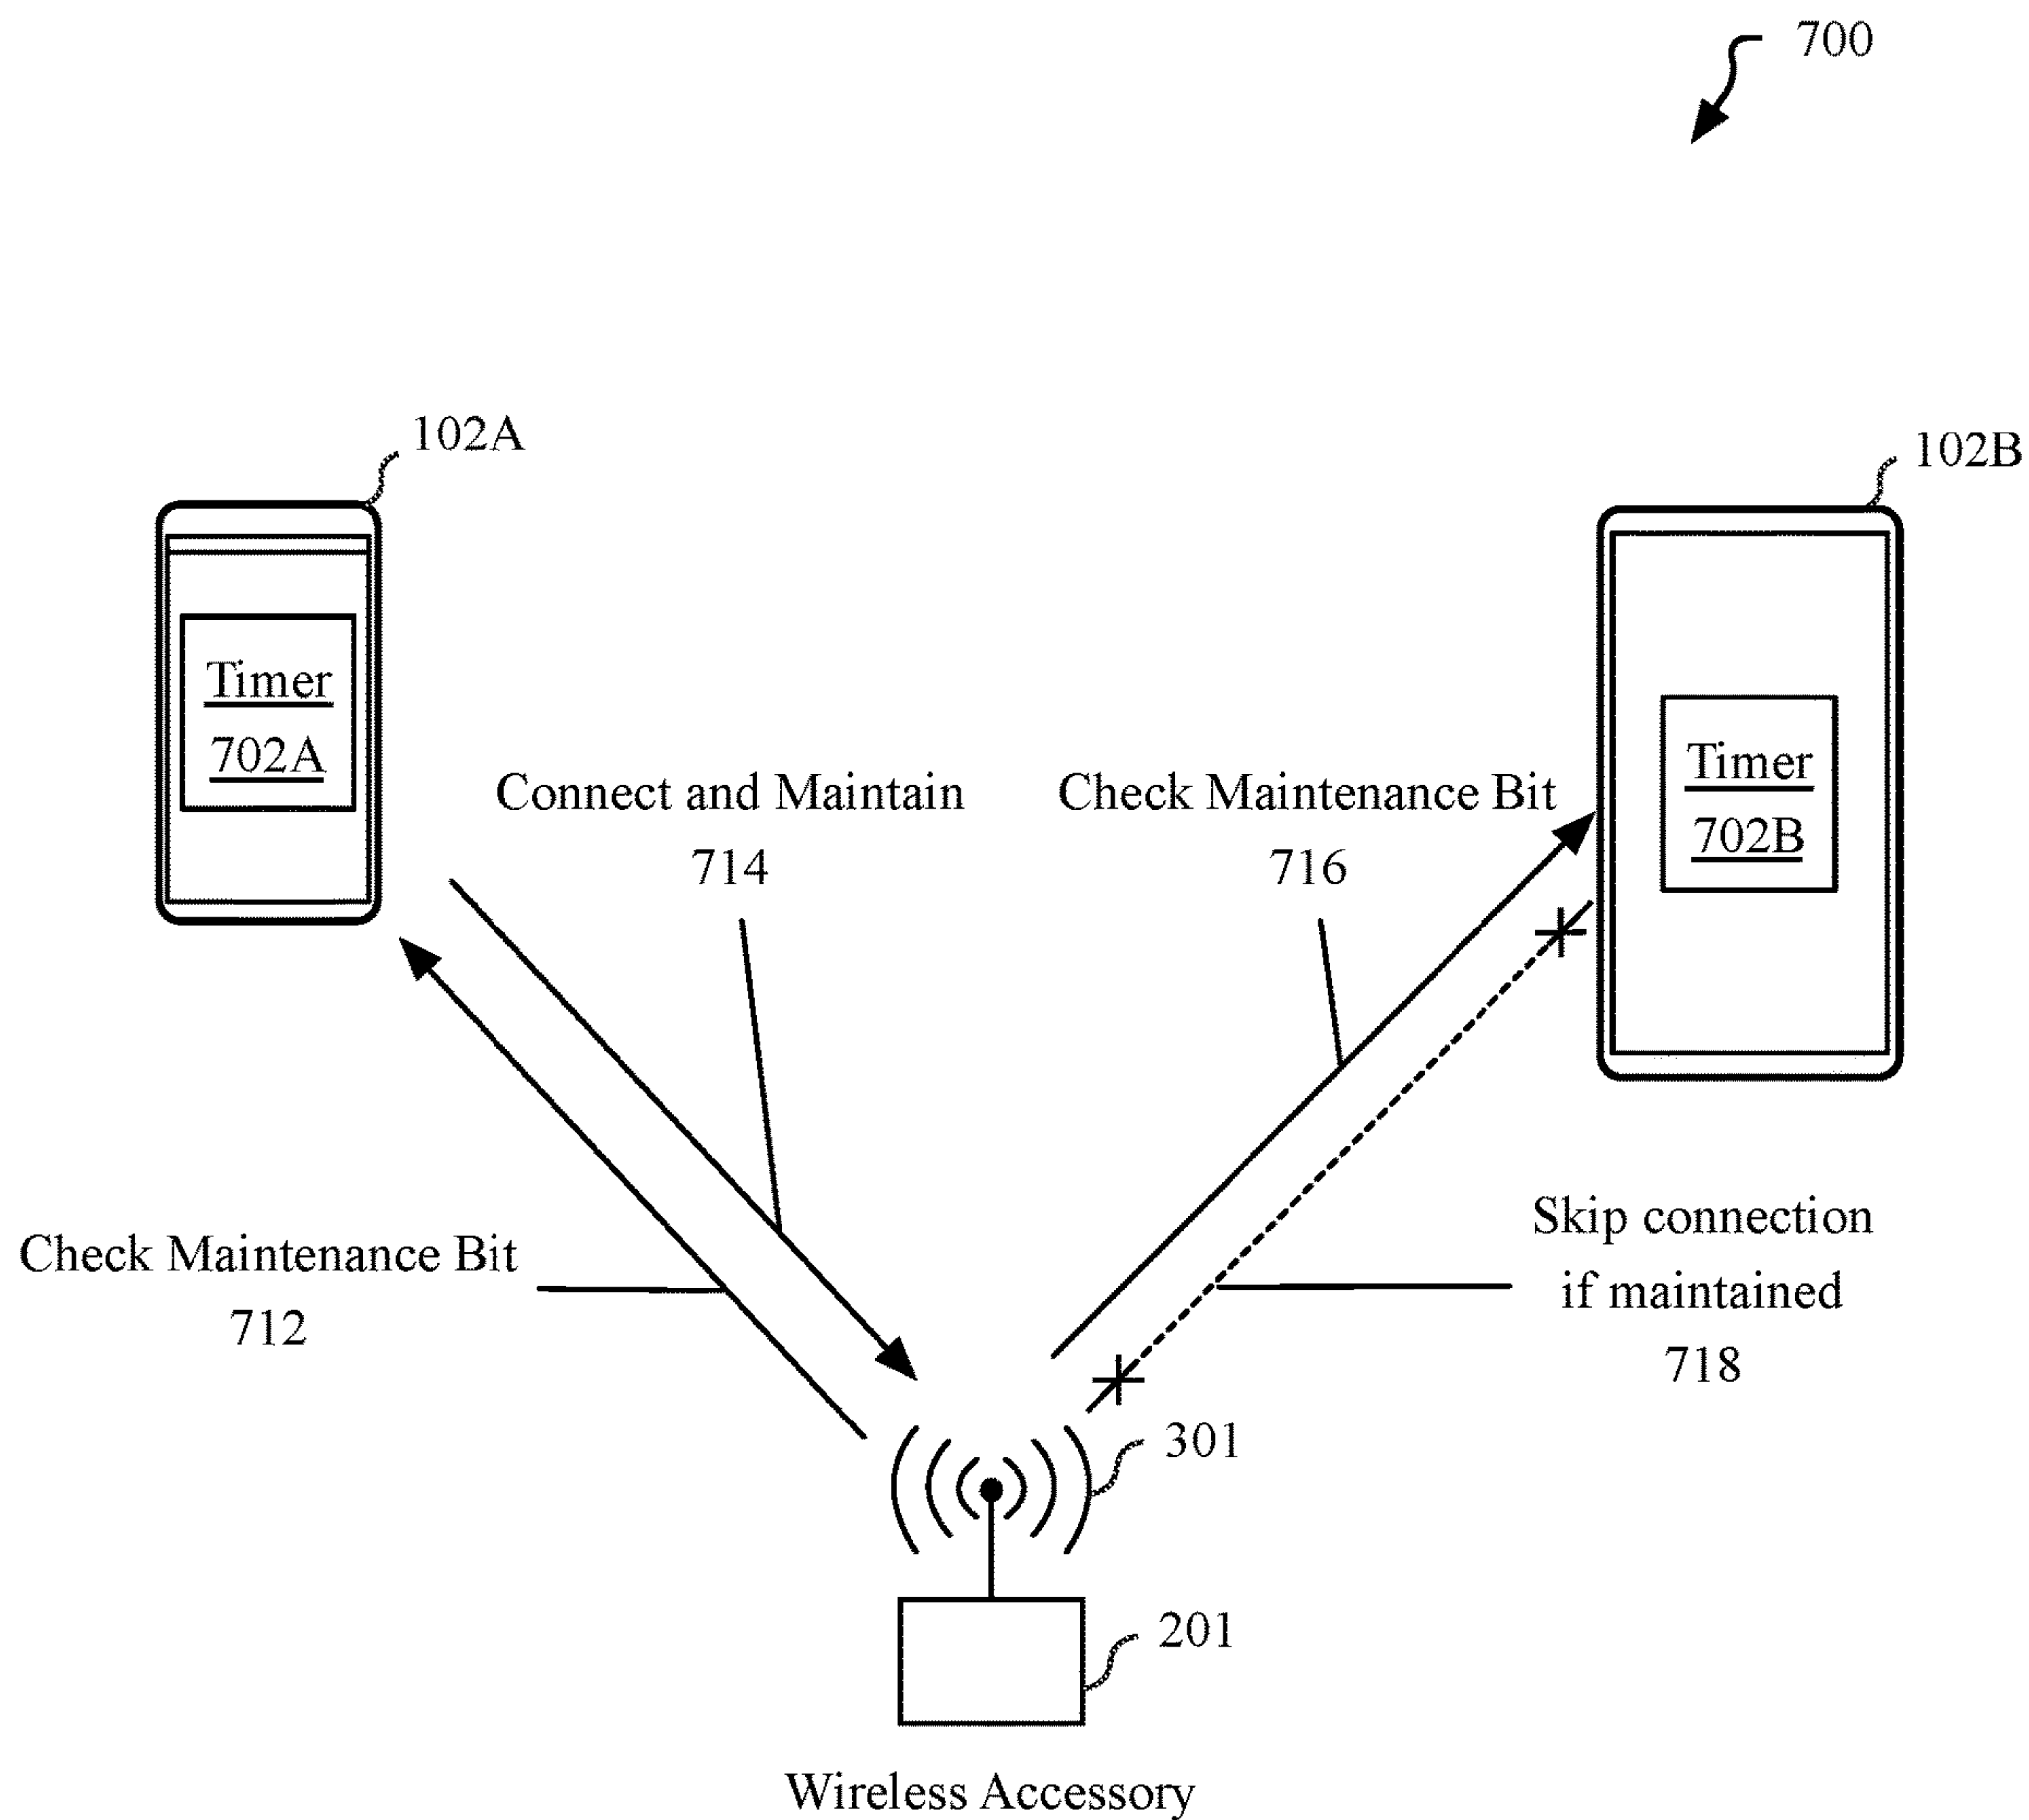 700
102A
102B
Timer
702A
Timer
702B
Connect and Maintain
714
Check Maintenance Bit
716
Check Maintenance Bit
712
Skip connection
if maintained
718
301
201
Wireless Accessory